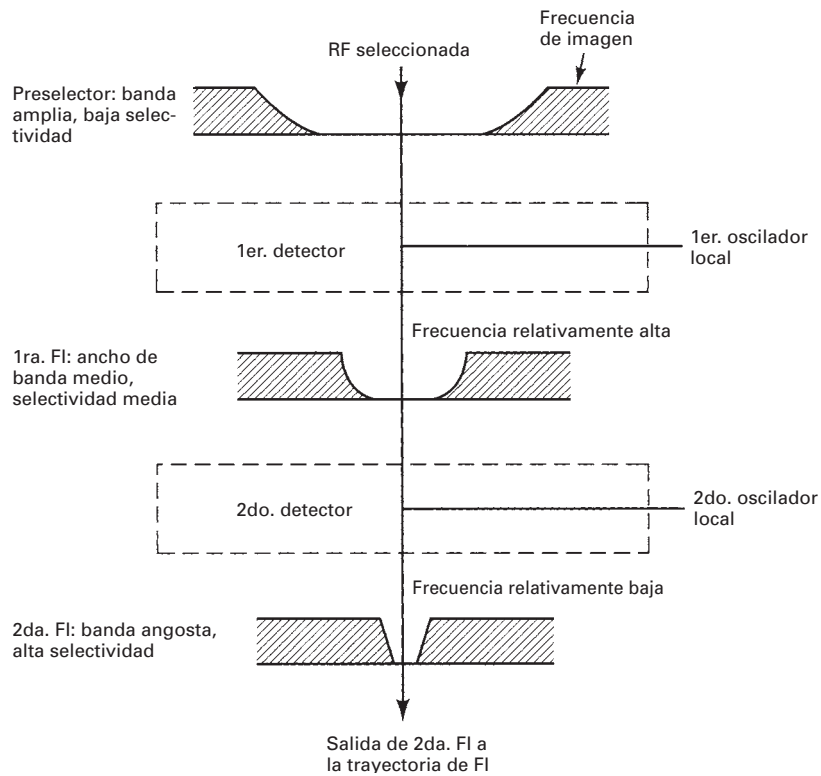 Frecuencia
de imagen
RF seleccionada
Preselector: banda
amplia, baja selec-
tividad
1er. detector
1er. oscilador
local
Frecuencia relativamente alta
1ra. FI: ancho de
banda medio,
selectividad media
2do. detector
2do. oscilador
local
Frecuencia relativamente baja
2da. FI: banda angosta,
alta selectividad
Salida de 2da. FI a
la trayectoria de FI